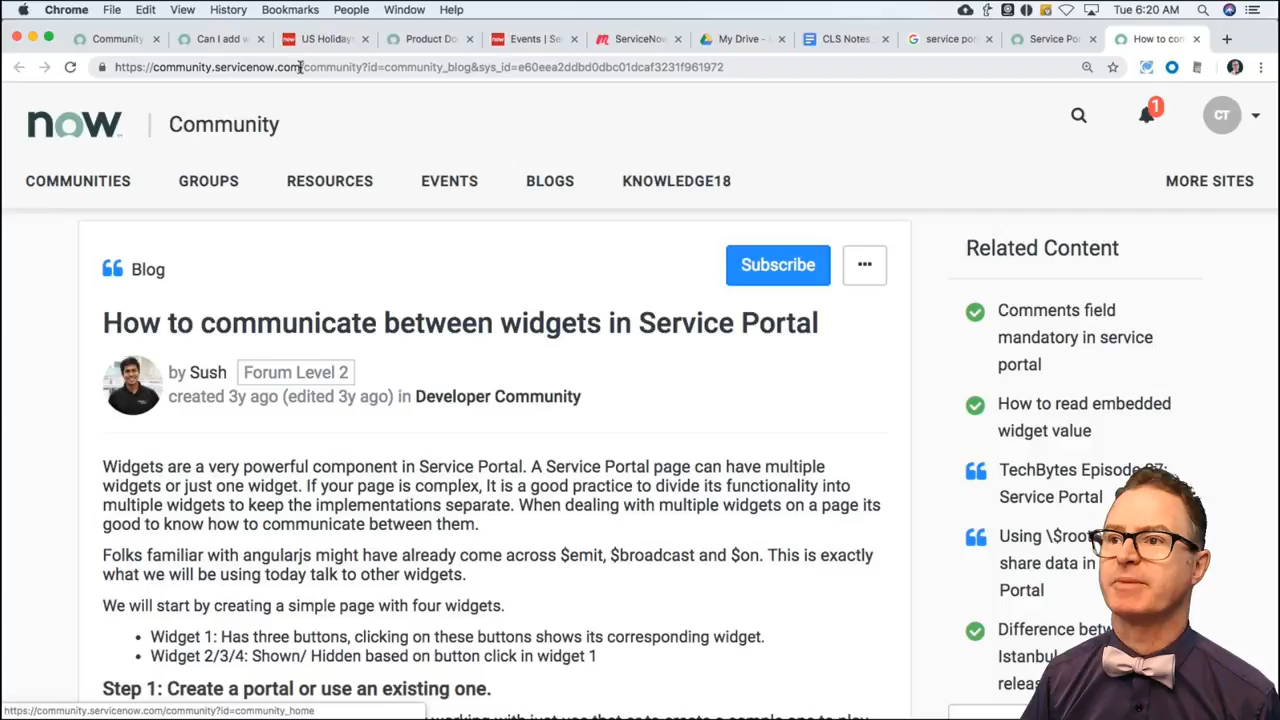 Chrome File Edit View History Bookmarks People Window Help Tue 6:20 AM
Community Can I add w US Holiday Product Do Events | Se ServiceNow My Drive - CLS Notes service por Service Po How to con
https://community.servicenow.com/community?id=community_blog&sys_id=e60eea2ddbd0dbc01dcaf3231f961972
now Community
1
CT
COMMUNITIES GROUPS RESOURCES EVENTS BLOGS KNOWLEDGE18 MORE SITES
Blog
Subscribe
...
How to communicate between widgets in Service Portal
by Sush Forum Level 2
created 3y ago (edited 3y ago) in Developer Community
Widgets are a very powerful component in Service Portal. A Service Portal page can have multiple
widgets or just one widget. If your page is complex, It is a good practice to divide its functionality into
multiple widgets to keep the implementations separate. When dealing with multiple widgets on a page its
good to know how to communicate between them.
Folks familiar with angularjs might have already come across $emit, $broadcast and $on. This is exactly
what we will be using today talk to other widgets.
We will start by creating a simple page with four widgets.
• Widget 1: Has three buttons, clicking on these buttons shows its corresponding widget.
• Widget 2/3/4: Shown/ Hidden based on button click in widget 1
Step 1: Create a portal or use an existing one.
Related Content
Comments field
mandatory in service
portal
How to read embedded
widget value
TechBytes Episode 37:
Service Portal
Using \$root
share data in
Portal
Difference betw
Istanbul
relea
https://community.servicenow.com/community?id=community_home